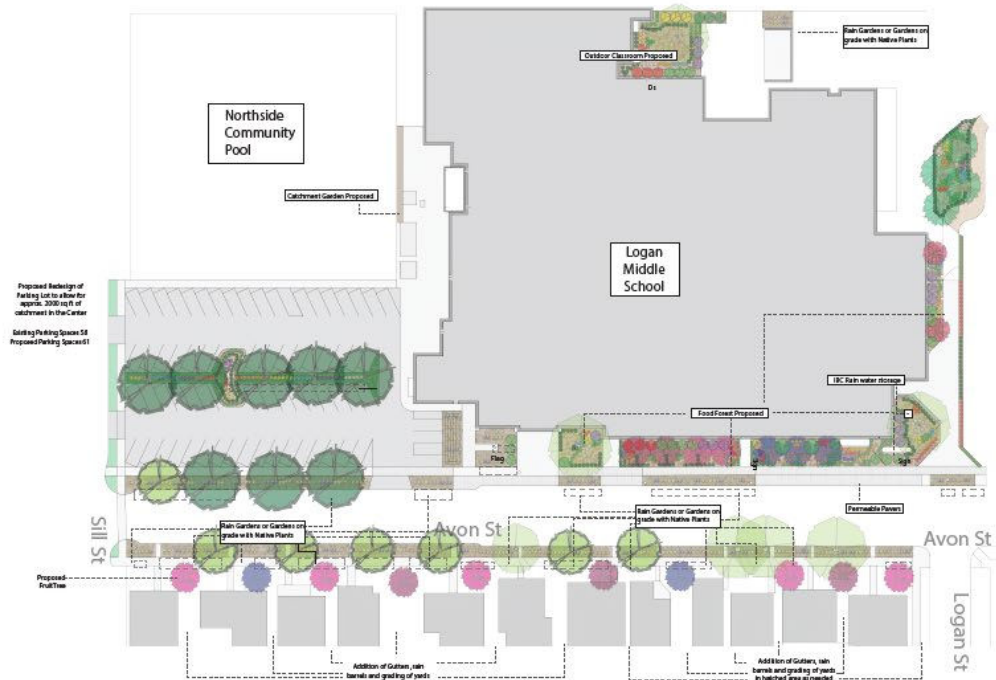 Rain Gardens or Gardens on
grade with Native Plants
Outdoor Classroom Proposed
Ds
Northside
Community
Pool
Catchment Garden Proposed
Logan
Middle
School
Proposed Redesign of
Parking Lot to allow for
approx. 2000 sq ft of
catchment in the Center
Existing Parking Spaces 58
Proposed Parking Spaces 61
IBC Rain water storage
Food Forest Proposed
Flag
Sgs
Permeable Pavers
Rain Gardens or Gardens on
grade with Native Plants
Rain Gardens or Gardens on
grade with Native Plants
Sill St
Avon St
Avon St
Proposed
Fruit Tree
Logan St
Addition of Gutters, rain
barrels and grading of yards
Addition of Gutters, rain
barrels and grading of yards
in hatched area as needed